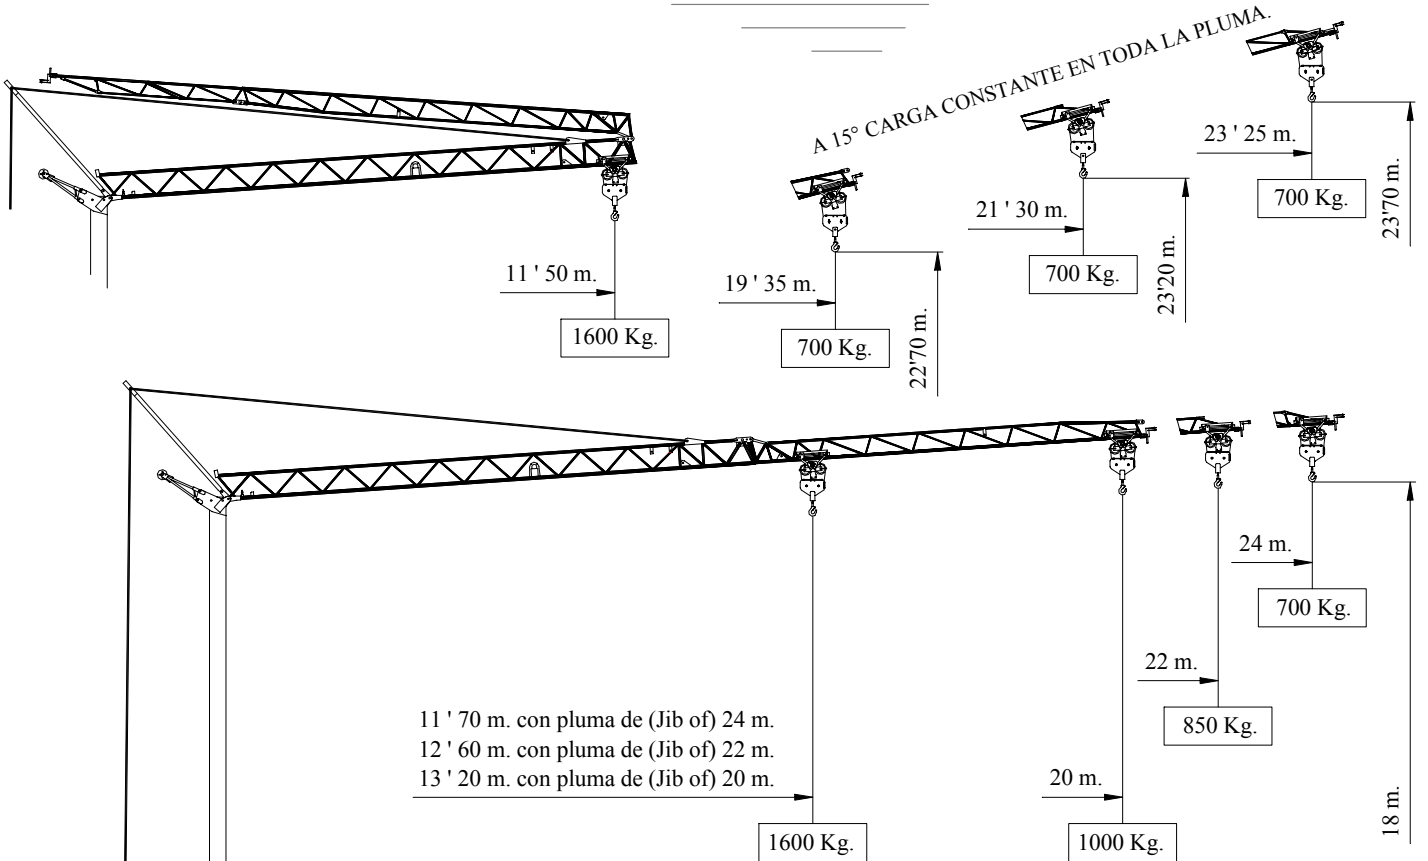 A 15° CARGA CONSTANTE EN TODA LA PLUMA.
23 ' 25 m.
700 Kg.
23'70 m.
21 ' 30 m.
700 Kg.
23'20 m.
11 ' 50 m.
1600 Kg.
19 ' 35 m.
700 Kg.
22'70 m.
24 m.
700 Kg.
22 m.
850 Kg.
11 ' 70 m. con pluma de (Jib of) 24 m.
12 ' 60 m. con pluma de (Jib of) 22 m.
13 ' 20 m. con pluma de (Jib of) 20 m.
1600 Kg.
20 m.
1000 Kg.
18 m.